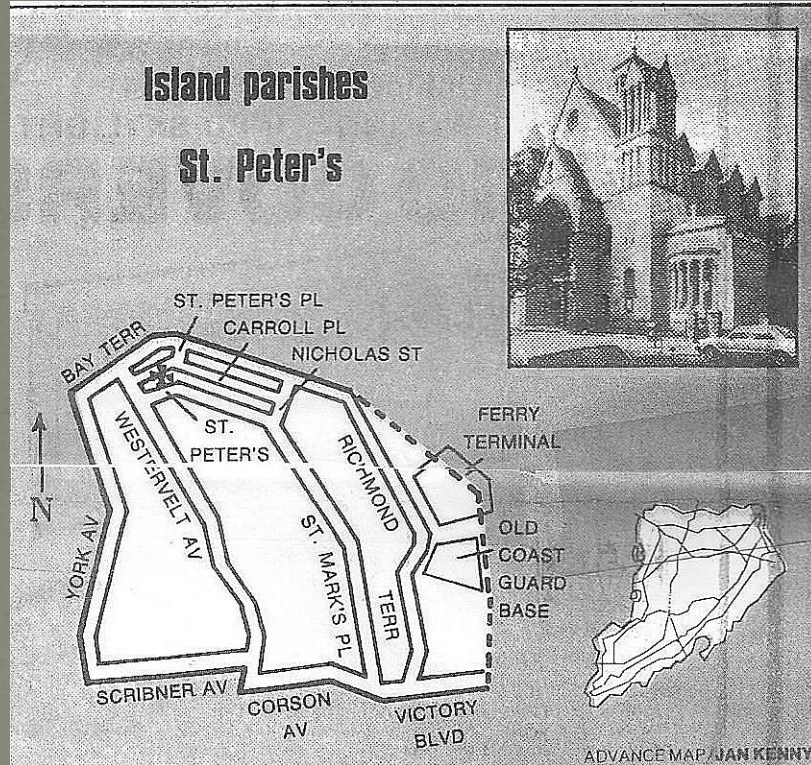 Island parishes
St. Peter's
ST. PETER'S PL
CARROLL PL
NICHOLAS ST
BAY TERR
ST.
PETER'S
WESTERVELT AV
YORK AV
N
RICHMOND
TERR
ST. MARK'S PL
FERRY
TERMINAL
OLD
COAST
GUARD
BASE
SCRIBNER AV
CORSON
AV
VICTORY
BLVD
ADVANCE MAP/JAN KENNY